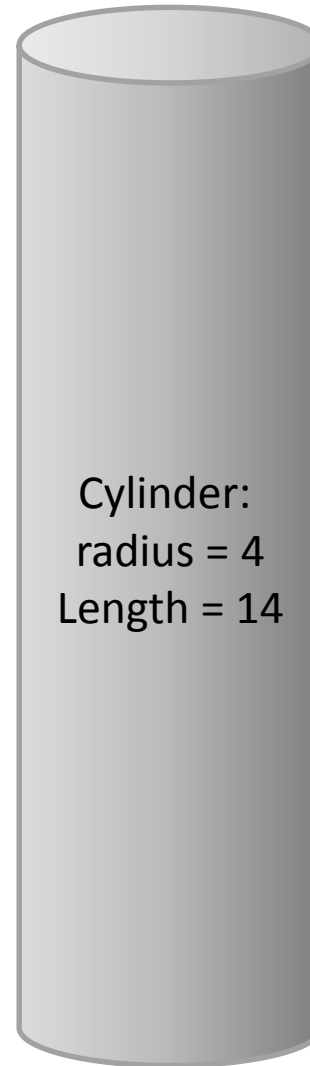 Cylinder:
radius = 4
Length = 14